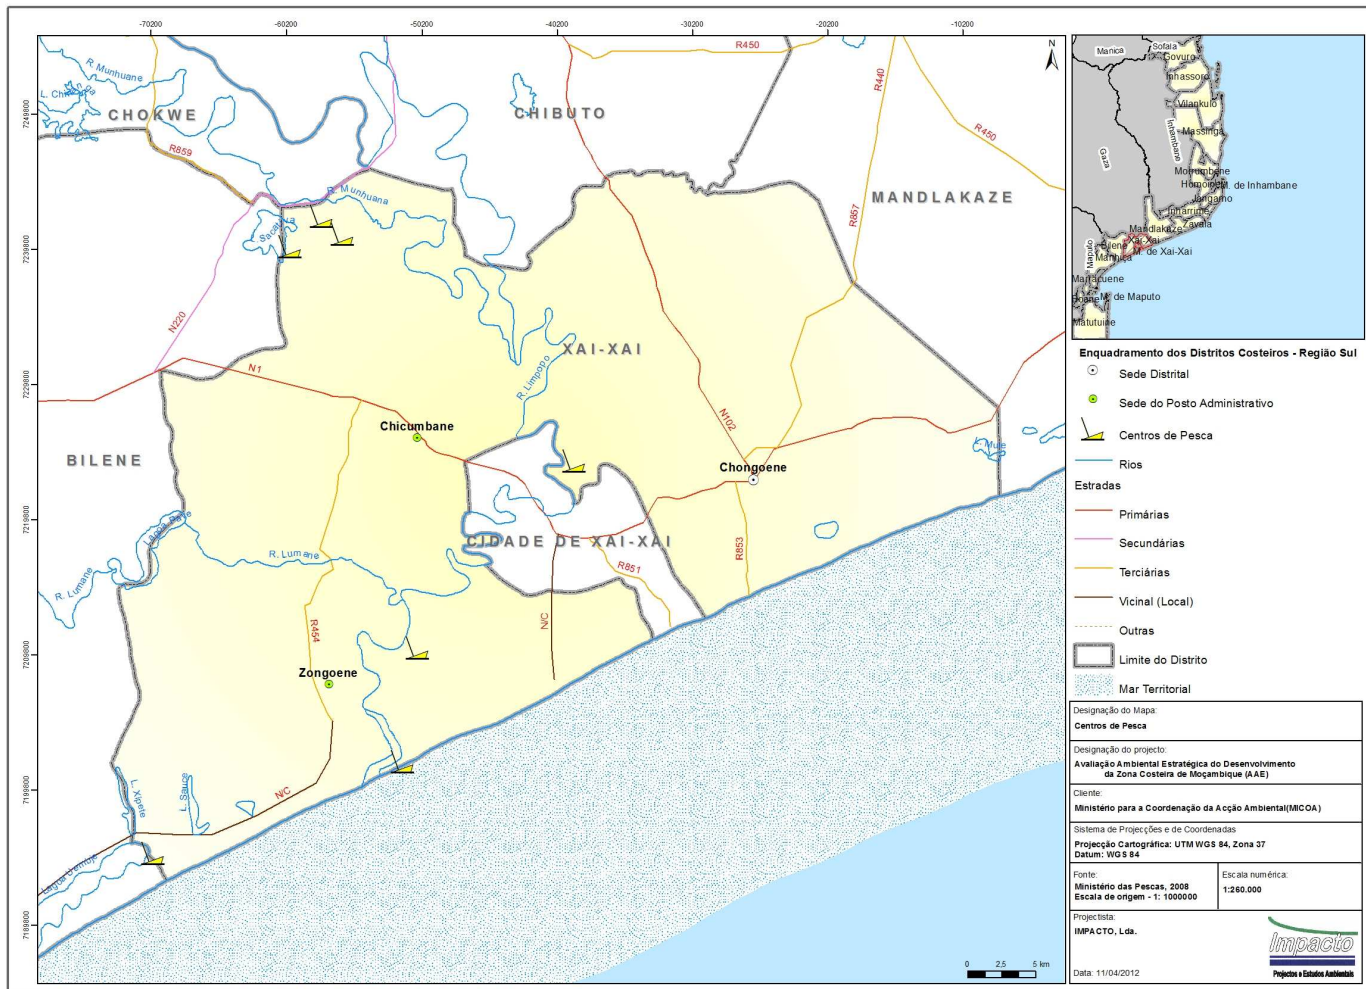 -70200
-60200
-50200
-40200
-30200
-20200
-10200
7249800
7239800
7229800
7219800
7209800
7199800
7189800
N
R. Munhuane
CHOKWE
R859
R. Munhuana
CHIBUTO
R450
R440
R450
MANDLAKAZE
R857
N220
N1
XAI-XAI
R. Limpopo
N102
Chicumbane
BILENE
Chongoene
CIDADE DE XAI-XAI
R. Lumane
R. Lumane
R851
R853
N/C
R454
Zongoene
L. Xipete
L. Sauce
N/C
0 2,5 5 km
Manica
Sofala
Govuro
Inhassoro
Vilankulo
Massinga
Inhambane
Gaza
Morrumbene
Homoine
M. de Inhambane
Jangamo
Inharrime
Zavala
Mandlakaze
Xai-Xai
Bilene
M. de Xai-Xai
Manhiça
Maputo
Marracuene
M. de Maputo
Boane
Matutuine
Enquadramento dos Distritos Costeiros - Região Sul
Sede Distrital
Sede do Posto Administrativo
Centros de Pesca
Rios
Estradas
Primárias
Secundárias
Terciárias
Vicinal (Local)
Outras
Limite do Distrito
Mar Territorial
Designação do Mapa:
Centros de Pesca
Designação do projecto:
Avaliação Ambiental Estratégica do Desenvolvimento
da Zona Costeira de Moçambique (AAE)
Cliente:
Ministério para a Coordenação da Acção Ambiental(MICOA)
Sistema de Projecções e de Coordenadas
Projecção Cartográfica: UTM WGS 84, Zona 37
Datum: WGS 84
Fonte:
Ministério das Pescas, 2008
Escala de origem - 1: 1000000
Escala numérica:
1:260.000
Projectista:
IMPACTO, Lda.
Data: 11/04/2012
Impacto
Projectos e Estudos Ambientais